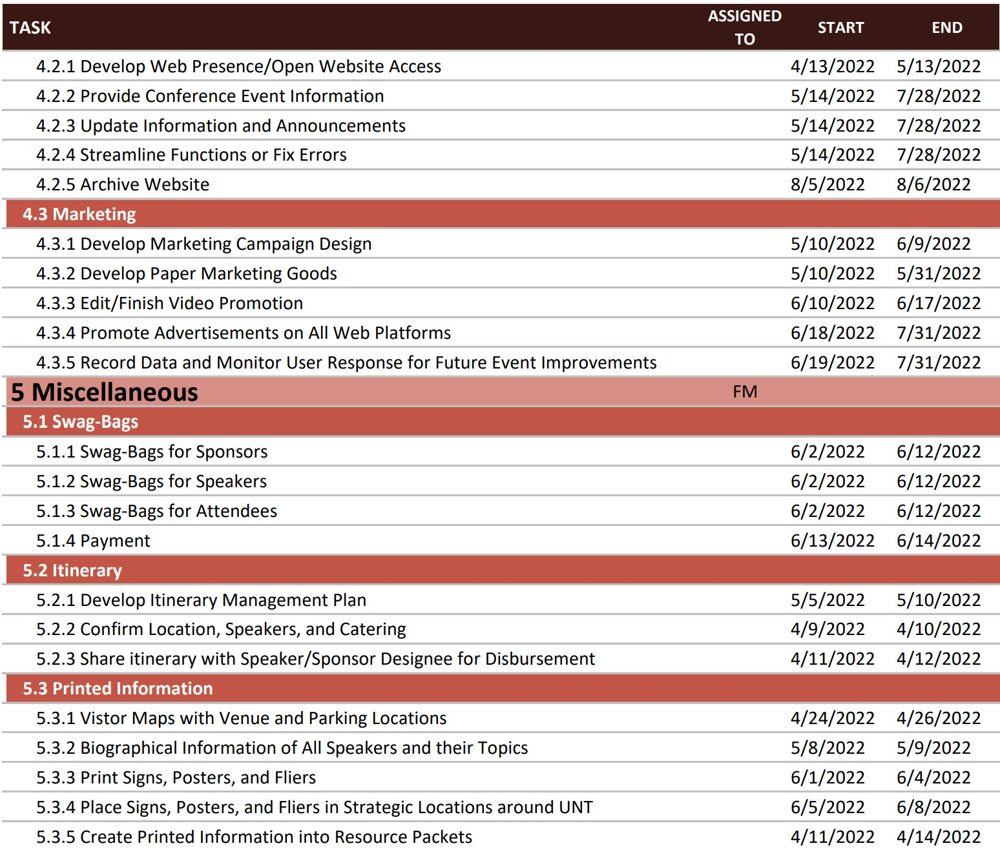 TASK ASSIGNED TO START END
4.2.1 Develop Web Presence/Open Website Access 4/13/2022 5/13/2022
4.2.2 Provide Conference Event Information 5/14/2022 7/28/2022
4.2.3 Update Information and Announcements 5/14/2022 7/28/2022
4.2.4 Streamline Functions or Fix Errors 5/14/2022 7/28/2022
4.2.5 Archive Website 8/5/2022 8/6/2022
4.3 Marketing
4.3.1 Develop Marketing Campaign Design 5/10/2022 6/9/2022
4.3.2 Develop Paper Marketing Goods 5/10/2022 5/31/2022
4.3.3 Edit/Finish Video Promotion 6/10/2022 6/17/2022
4.3.4 Promote Advertisements on All Web Platforms 6/18/2022 7/31/2022
4.3.5 Record Data and Monitor User Response for Future Event Improvements 6/19/2022 7/31/2022
5 Miscellaneous FM
5.1 Swag-Bags
5.1.1 Swag-Bags for Sponsors 6/2/2022 6/12/2022
5.1.2 Swag-Bags for Speakers 6/2/2022 6/12/2022
5.1.3 Swag-Bags for Attendees 6/2/2022 6/12/2022
5.1.4 Payment 6/13/2022 6/14/2022
5.2 Itinerary
5.2.1 Develop Itinerary Management Plan 5/5/2022 5/10/2022
5.2.2 Confirm Location, Speakers, and Catering 4/9/2022 4/10/2022
5.2.3 Share itinerary with Speaker/Sponsor Designee for Disbursement 4/11/2022 4/12/2022
5.3 Printed Information
5.3.1 Vistor Maps with Venue and Parking Locations 4/24/2022 4/26/2022
5.3.2 Biographical Information of All Speakers and their Topics 5/8/2022 5/9/2022
5.3.3 Print Signs, Posters, and Fliers 6/1/2022 6/4/2022
5.3.4 Place Signs, Posters, and Fliers in Strategic Locations around UNT 6/5/2022 6/8/2022
5.3.5 Create Printed Information into Resource Packets 4/11/2022 4/14/2022